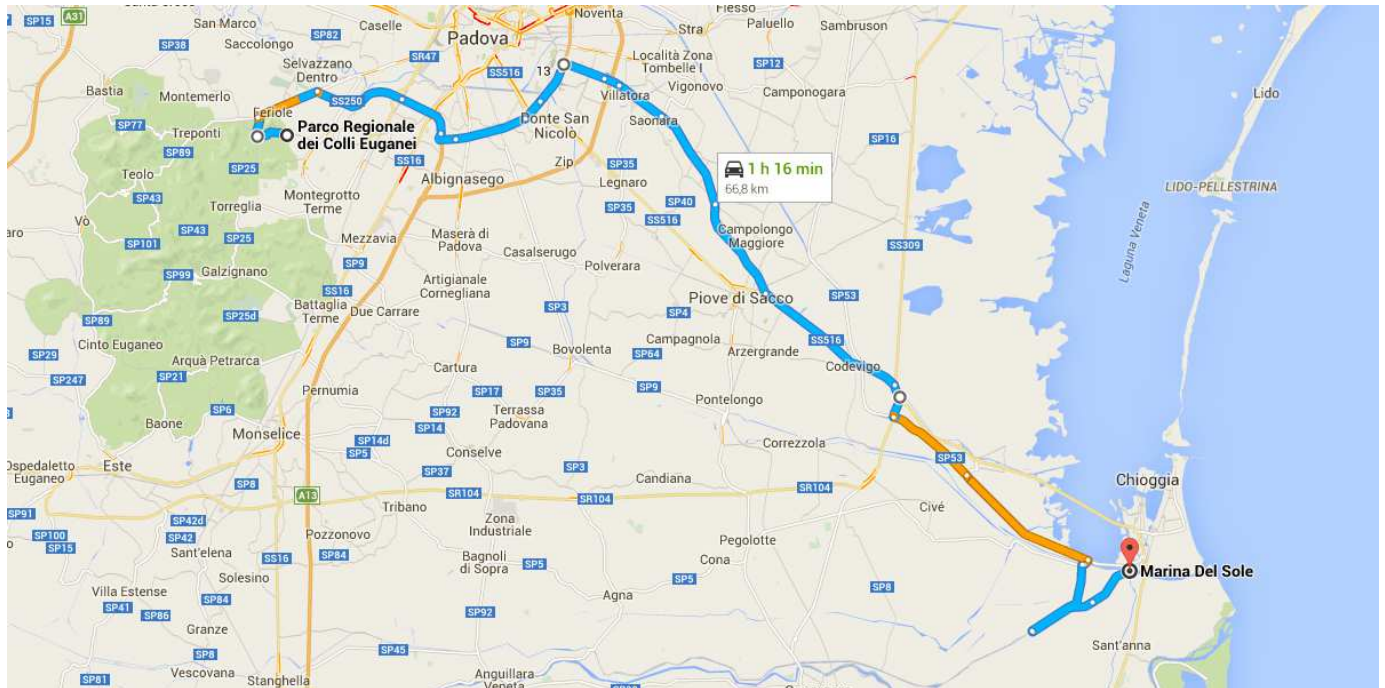 SP15
A31
San Marco
SP82
Caselle
Noventa
Fiesso
Paluello
Sambruson
SP38
Saccolongo
SR47
Padova
Stra
Selvazzano
Dentro
SS516
13
Località Zona
Tombelle I
SP12
Bastia
Montemerlo
SS250
Villatora
Vigonovo
Camponogara
Lido
Feriole
SP77
Treponti
Parco Regionale
dei Colli Euganei
Donte San
Nicolò
Saonara
SP16
SP89
SP25
SS16
Zip
SP35
1 h 16 min
66,8 km
Teolo
Albignasego
Legnaro
SP40
LIDO-PELLESTRINA
SP43
Montegrotto
Terme
SP35
Vò
Torreglia
SS516
Campolongo
Maggiore
Laguna Veneta
aro
SP101
SP43
SP25
Mezzavia
Maserà di
Padova
Casalserugo
SS309
SP99
Galzignano
SP9
Polverara
SS16
Artigianale
Cornegliana
Piove di Sacco
SP53
SP89
SP25d
Battaglia
Terme
Due Carrare
SP3
SP4
Cinto Euganeo
SP9
Campagnola
SS516
SP29
Arquà Petrarca
Bovolenta
SP64
Arzergrande
Codevigo
SP247
SP21
Cartura
SP9
Pernumia
SP17
SP35
Pontelongo
SP6
SP92
Terrassa
Padovana
Baone
Monselice
SP14
SP14d
SP5
Correzzola
SP53
Ospedaletto
Euganeo
Este
Conselve
SP37
SP3
Candiana
Chioggia
SP8
A13
SR104
SR104
SR104
Civé
SP91
Tribano
Zona
Industriale
SP42d
SP100
SP42
Pozzonovo
Pegolotte
SP15
Sant'elena
SS16
SP84
Bagnoli
di Sopra
SP5
Cona
Marina Del Sole
Solesino
SP5
SP8
Villa Estense
SP84
Agna
SP41
SP86
SP92
Granze
Sant'anna
SP8
SP45
Vescovana
Anguillara
Veneta
SP81
Stanghella